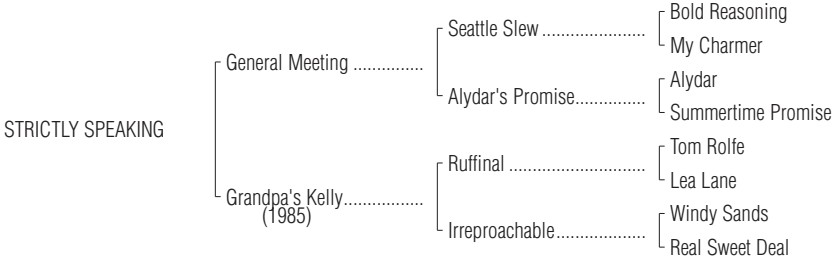 Bold Reasoning
Seattle Slew ......................
My Charmer
General Meeting ...............
Alydar
Alydar's Promise...............
Summertime Promise
STRICTLY SPEAKING
Tom Rolfe
Ruffinal .............................
Lea Lane
Grandpa's Kelly.................
(1985)
Windy Sands
Irreproachable...................
Real Sweet Deal